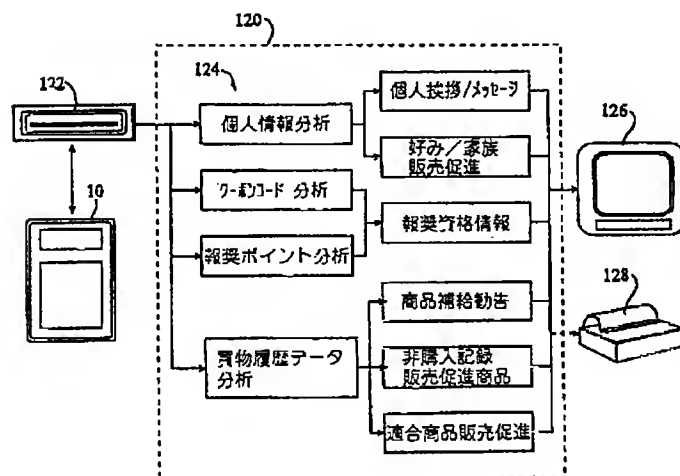 120
122
124
10
個人情報分析
個人挨拶/メッセージ
好み/家族
販売促進
クーポンコード 分析
報奨ポイント分析
報奨資格情報
買物履歴データ
分析
商品補給勧告
非購入記録
販売促進商品
適合商品販売促進
126
128